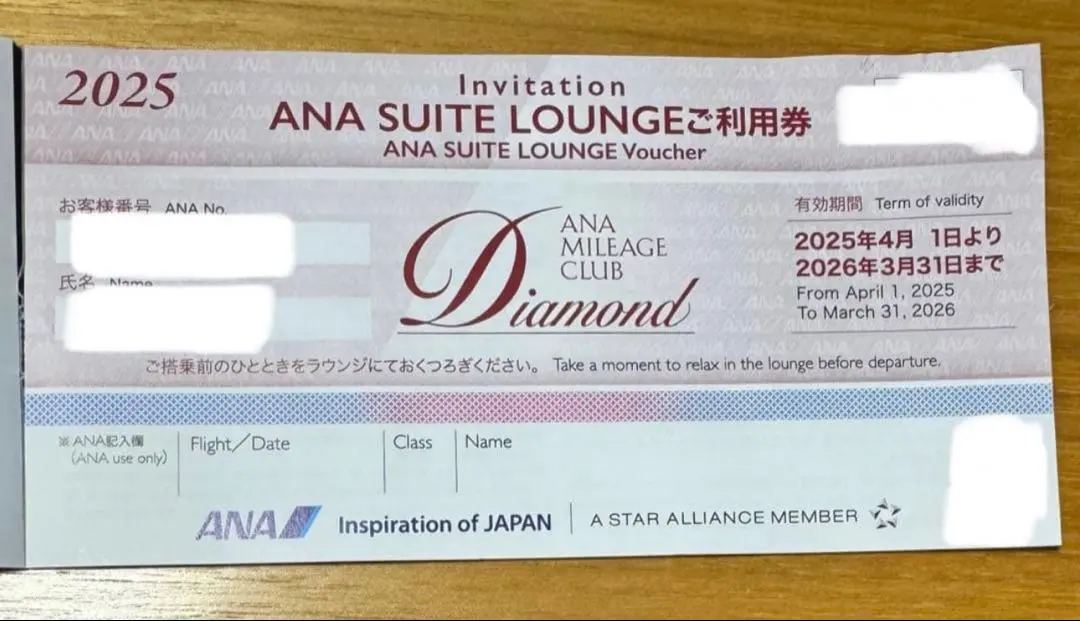 2025
Invitation
ANA SUITE LOUNGEご利用券
ANA SUITE LOUNGE Voucher
お客様番号 ANA No.
氏名 Name
ANA
MILEAGE
CLUB
Diamond
有効期間 Term of validity
2025年4月 1日より
2026年3月31日まで
From April 1, 2025
To March 31, 2026
ご搭乗前のひとときをラウンジにておくつろぎください。 Take a moment to relax in the lounge before departure.
※ANA記入欄
(ANA use only)
Flight/Date
Class
Name
ANA Inspiration of JAPAN
A STAR ALLIANCE MEMBER